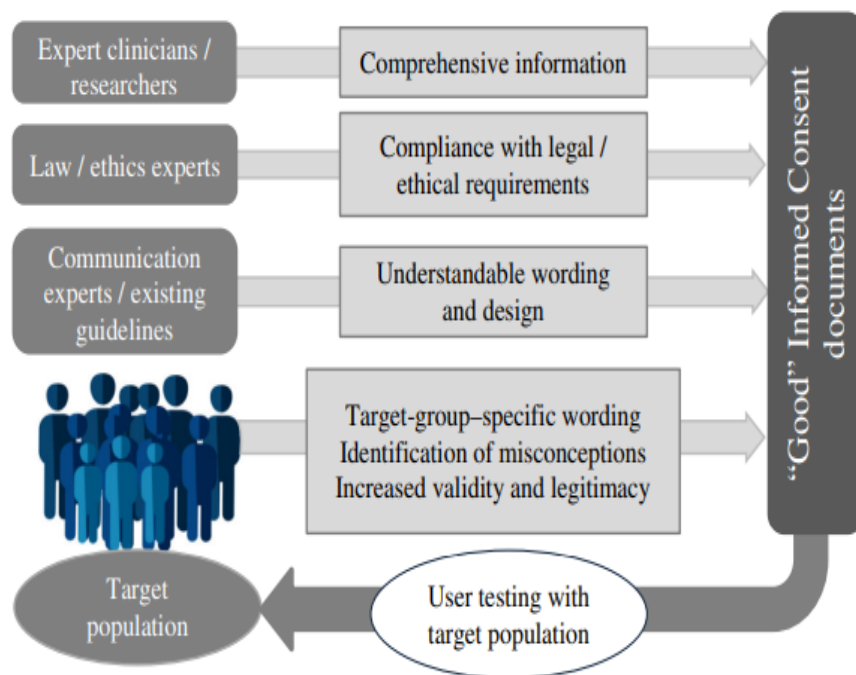 Expert clinicians /
researchers
Comprehensive information
Law / ethics experts
Compliance with legal /
ethical requirements
Communication
experts / existing
guidelines
Understandable wording
and design
Target-group–specific wording
Identification of misconceptions
Increased validity and legitimacy
Target
population
User testing with
target population
“Good” Informed Consent
documents